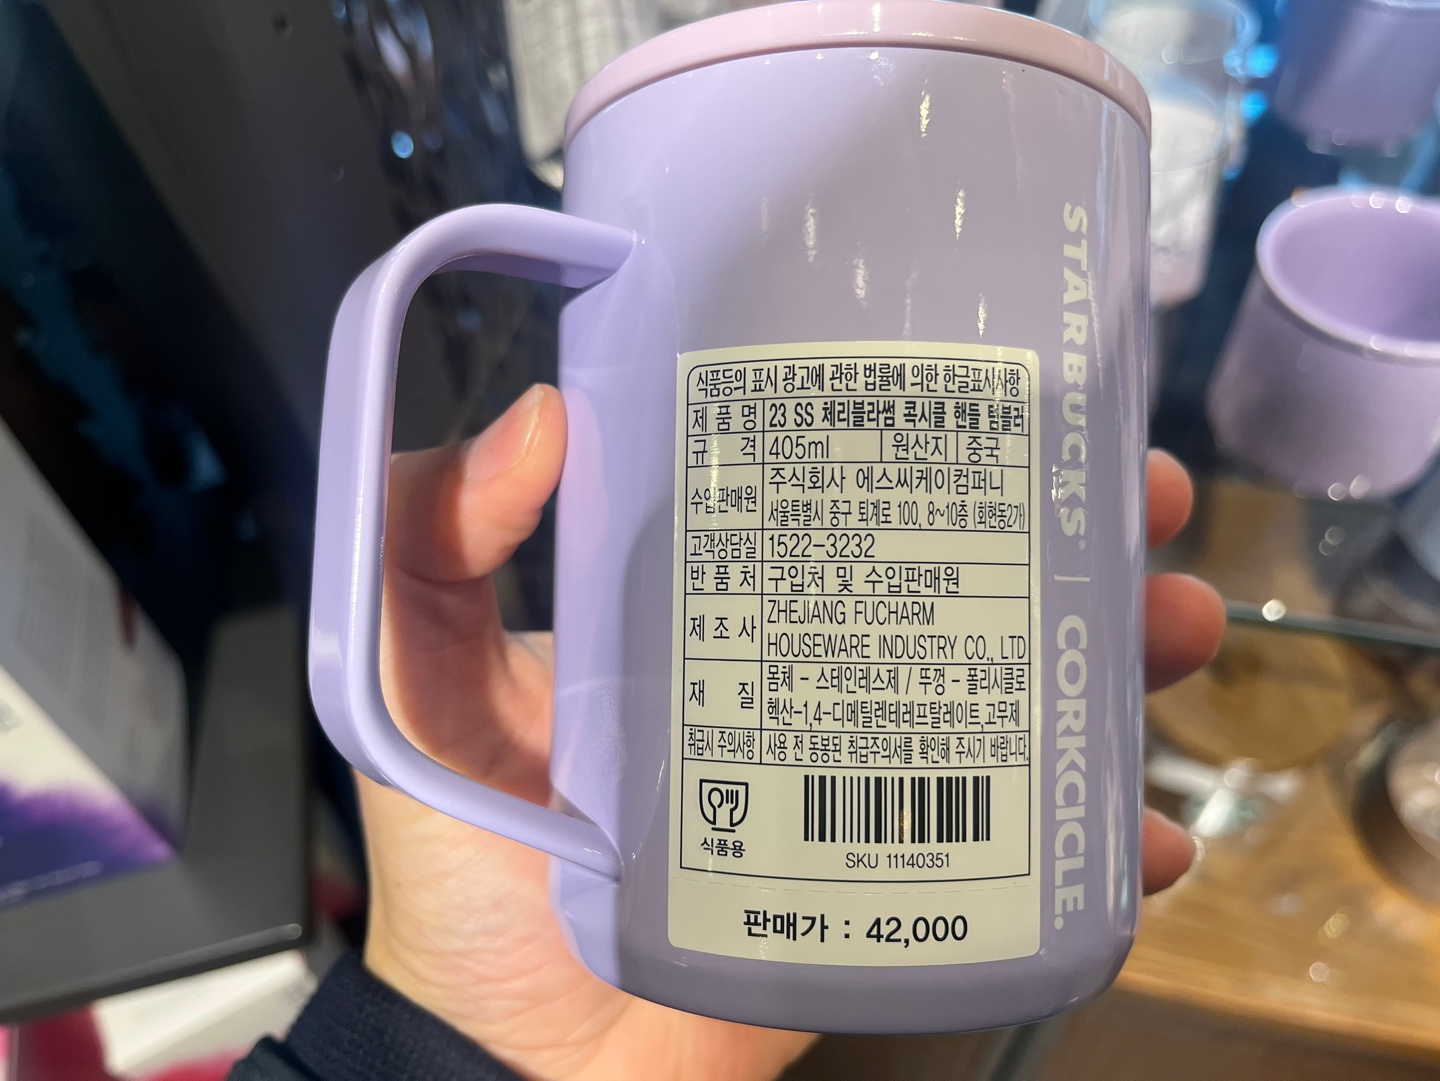 식품등의 표시 광고에 관한 법률에 의한 한글표시사항
제 품 명 23 SS 체리블라썸 콕시클 핸들 텀블러
규 격 405ml 원산지 중국
수입판매원 주식회사 에스씨케이컴퍼니
서울특별시 중구 퇴계로 100, 8~10층 (회현동2가)
고객상담실 1522-3232
반 품 처 구입처 및 수입판매원
제 조 사 ZHEJIANG FUCHARM
HOUSEWARE INDUSTRY CO., LTD
재 질 몸체 - 스테인레스제 / 뚜껑 - 폴리시클로
헥산-1,4-디메틸렌테레프탈레이트,고무제
취급시 주의사항 사용 전 동봉된 취급주의서를 확인해 주시기 바랍니다.
식품용
SKU 11140351
판매가 : 42,000
STARBUCKS® | CORKCICLE.